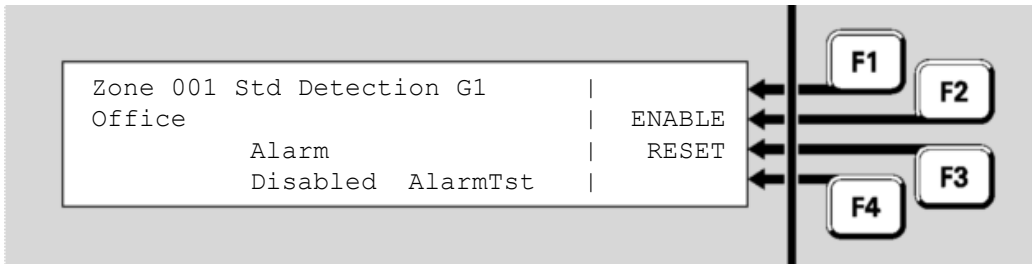 Zone 001 Std Detection G1 |
Office | ENABLE
Alarm | RESET
Disabled AlarmTst |
F1
F2
F3
F4